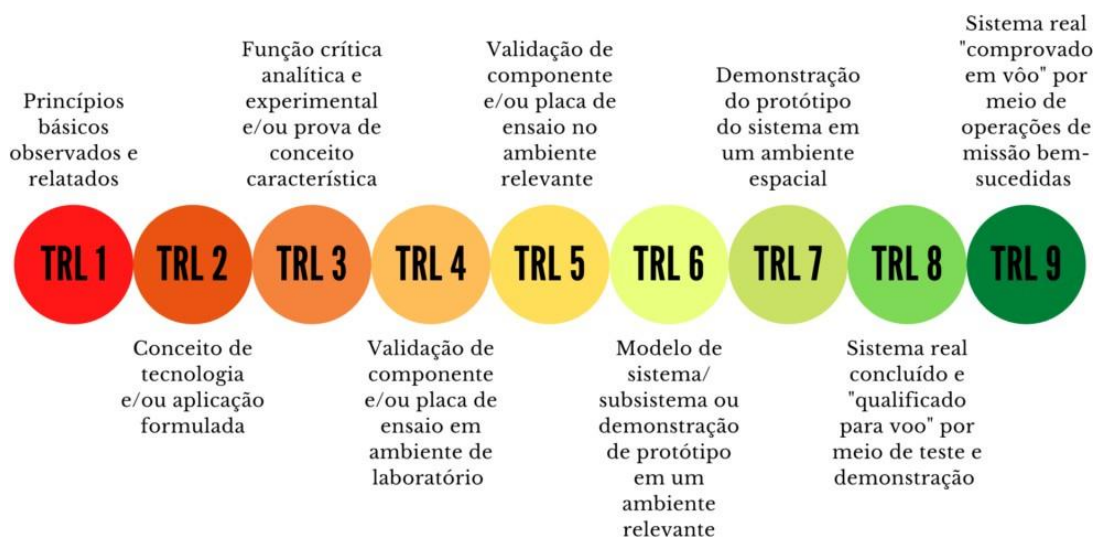 Princípios
básicos
observados e
relatados
TRL 1
TRL 2
Conceito de
tecnologia
e/ou aplicação
formulada
Função crítica
analítica e
experimental
e/ou prova de
conceito
característica
TRL 3
TRL 4
Validação de
componente
e/ou placa de
ensaio em
ambiente de
laboratório
Validação de
componente
e/ou placa de
ensaio no
ambiente
relevante
TRL 5
TRL 6
Modelo de
sistema/
subsistema ou
demonstração
de protótipo
em um
ambiente
relevante
Demonstração
do protótipo
do sistema em
um ambiente
espacial
TRL 7
TRL 8
Sistema real
concluído e
"qualificado
para voo" por
meio de teste e
demonstração
Sistema real
"comprovado
em vôo" por
meio de
operações de
missão bem-
sucedidas
TRL 9